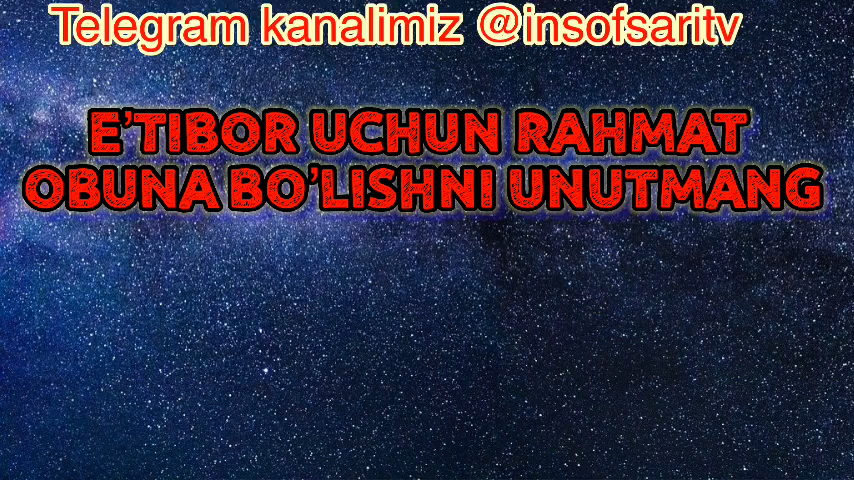 Telegram kanalimiz @insofsaritv
E’TIBOR UCHUN RAHMAT
OBUNA BO’LISHNI UNUTMANG